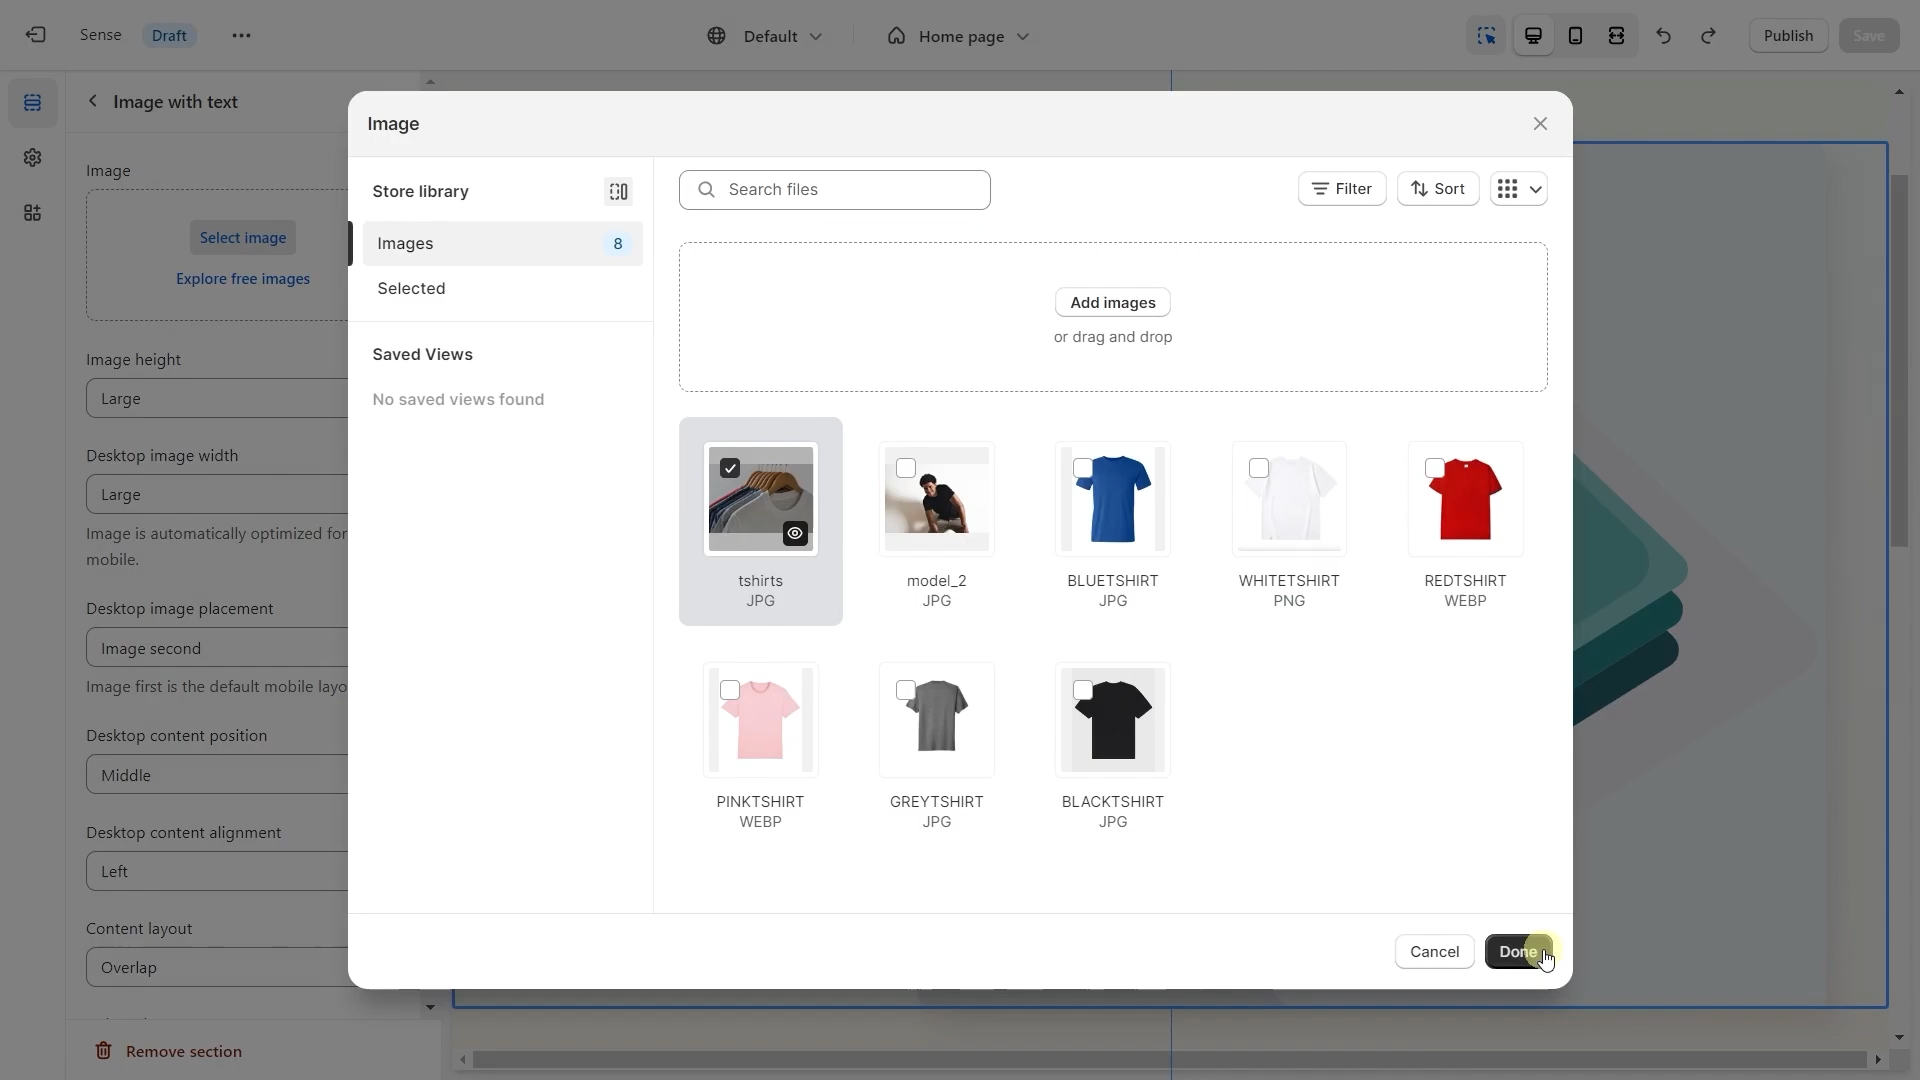 Sense
Draft
Default
Home page
Publish
Save
Image with text
Image
Select image
Explore free images
Image height
Large
Desktop image width
Large
Image is automatically optimized for
mobile.
Desktop image placement
Image second
Image first is the default mobile layo
Desktop content position
Middle
Desktop content alignment
Left
Content layout
Overlap
Remove section
Image
Store library
Images
8
Selected
Saved Views
No saved views found
Search files
Filter
Sort
Add images
or drag and drop
tshirts
JPG
model_2
JPG
BLUETSHIRT
JPG
WHITETSHIRT
PNG
REDTSHIRT
WEBP
PINKTSHIRT
WEBP
GREYTSHIRT
JPG
BLACKTSHIRT
JPG
Cancel
Done